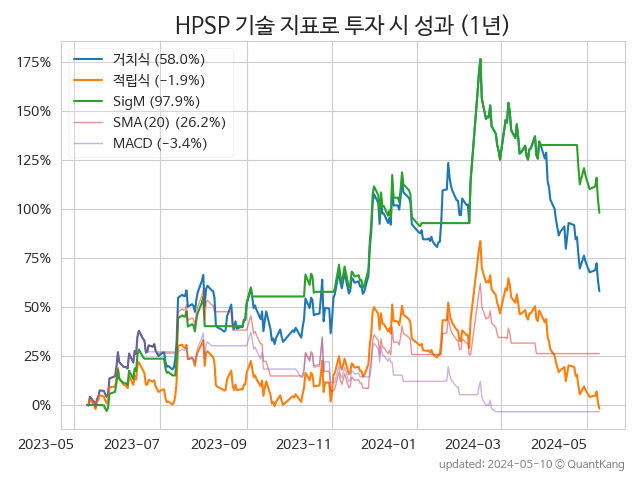 HPSP 기술 지표로 투자 시 성과 (1년)
거치식 (58.0%)
적립식 (−1.9%)
SigM (97.9%)
SMA(20) (26.2%)
MACD (−3.4%)
175%
150%
125%
100%
75%
50%
25%
0%
2023-05 2023-07 2023-09 2023-11 2024-01 2024-03 2024-05
updated: 2024-05-10 © QuantKang